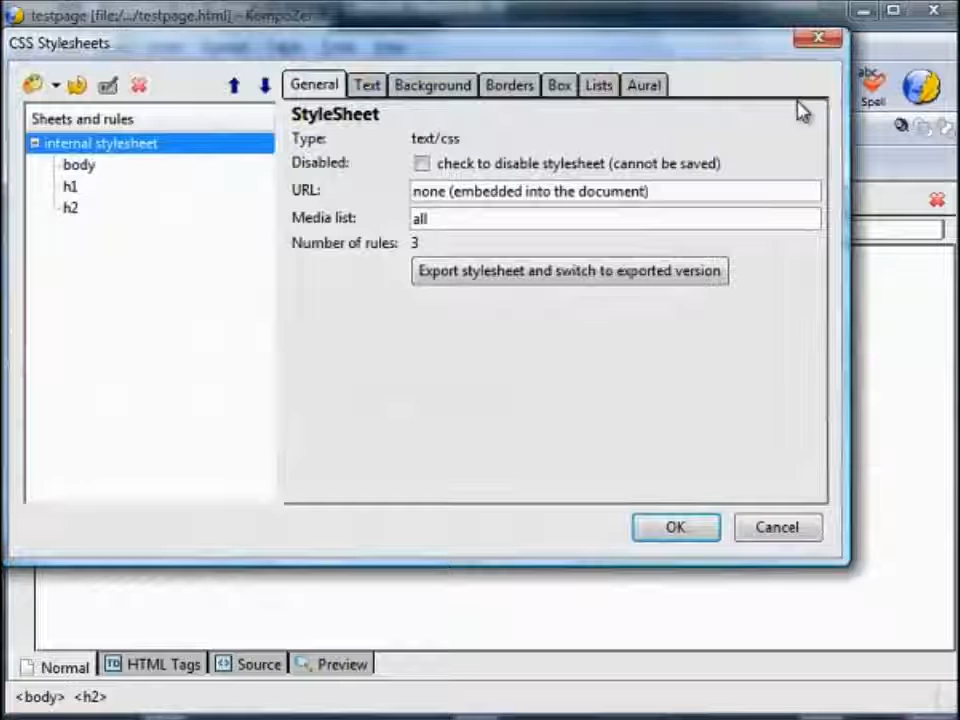 testpage [file:/.../testpage.html] - KompoZer
CSS Stylesheets
General Text Background Borders Box Lists Aural
abc
Spell
Sheets and rules
internal stylesheet
body
h1
h2
StyleSheet
Type: text/css
Disabled: check to disable stylesheet (cannot be saved)
URL: none (embedded into the document)
Media list: all
Number of rules: 3
Export stylesheet and switch to exported version
OK Cancel
Normal TD HTML Tags <> Source Preview
<body> <h2>